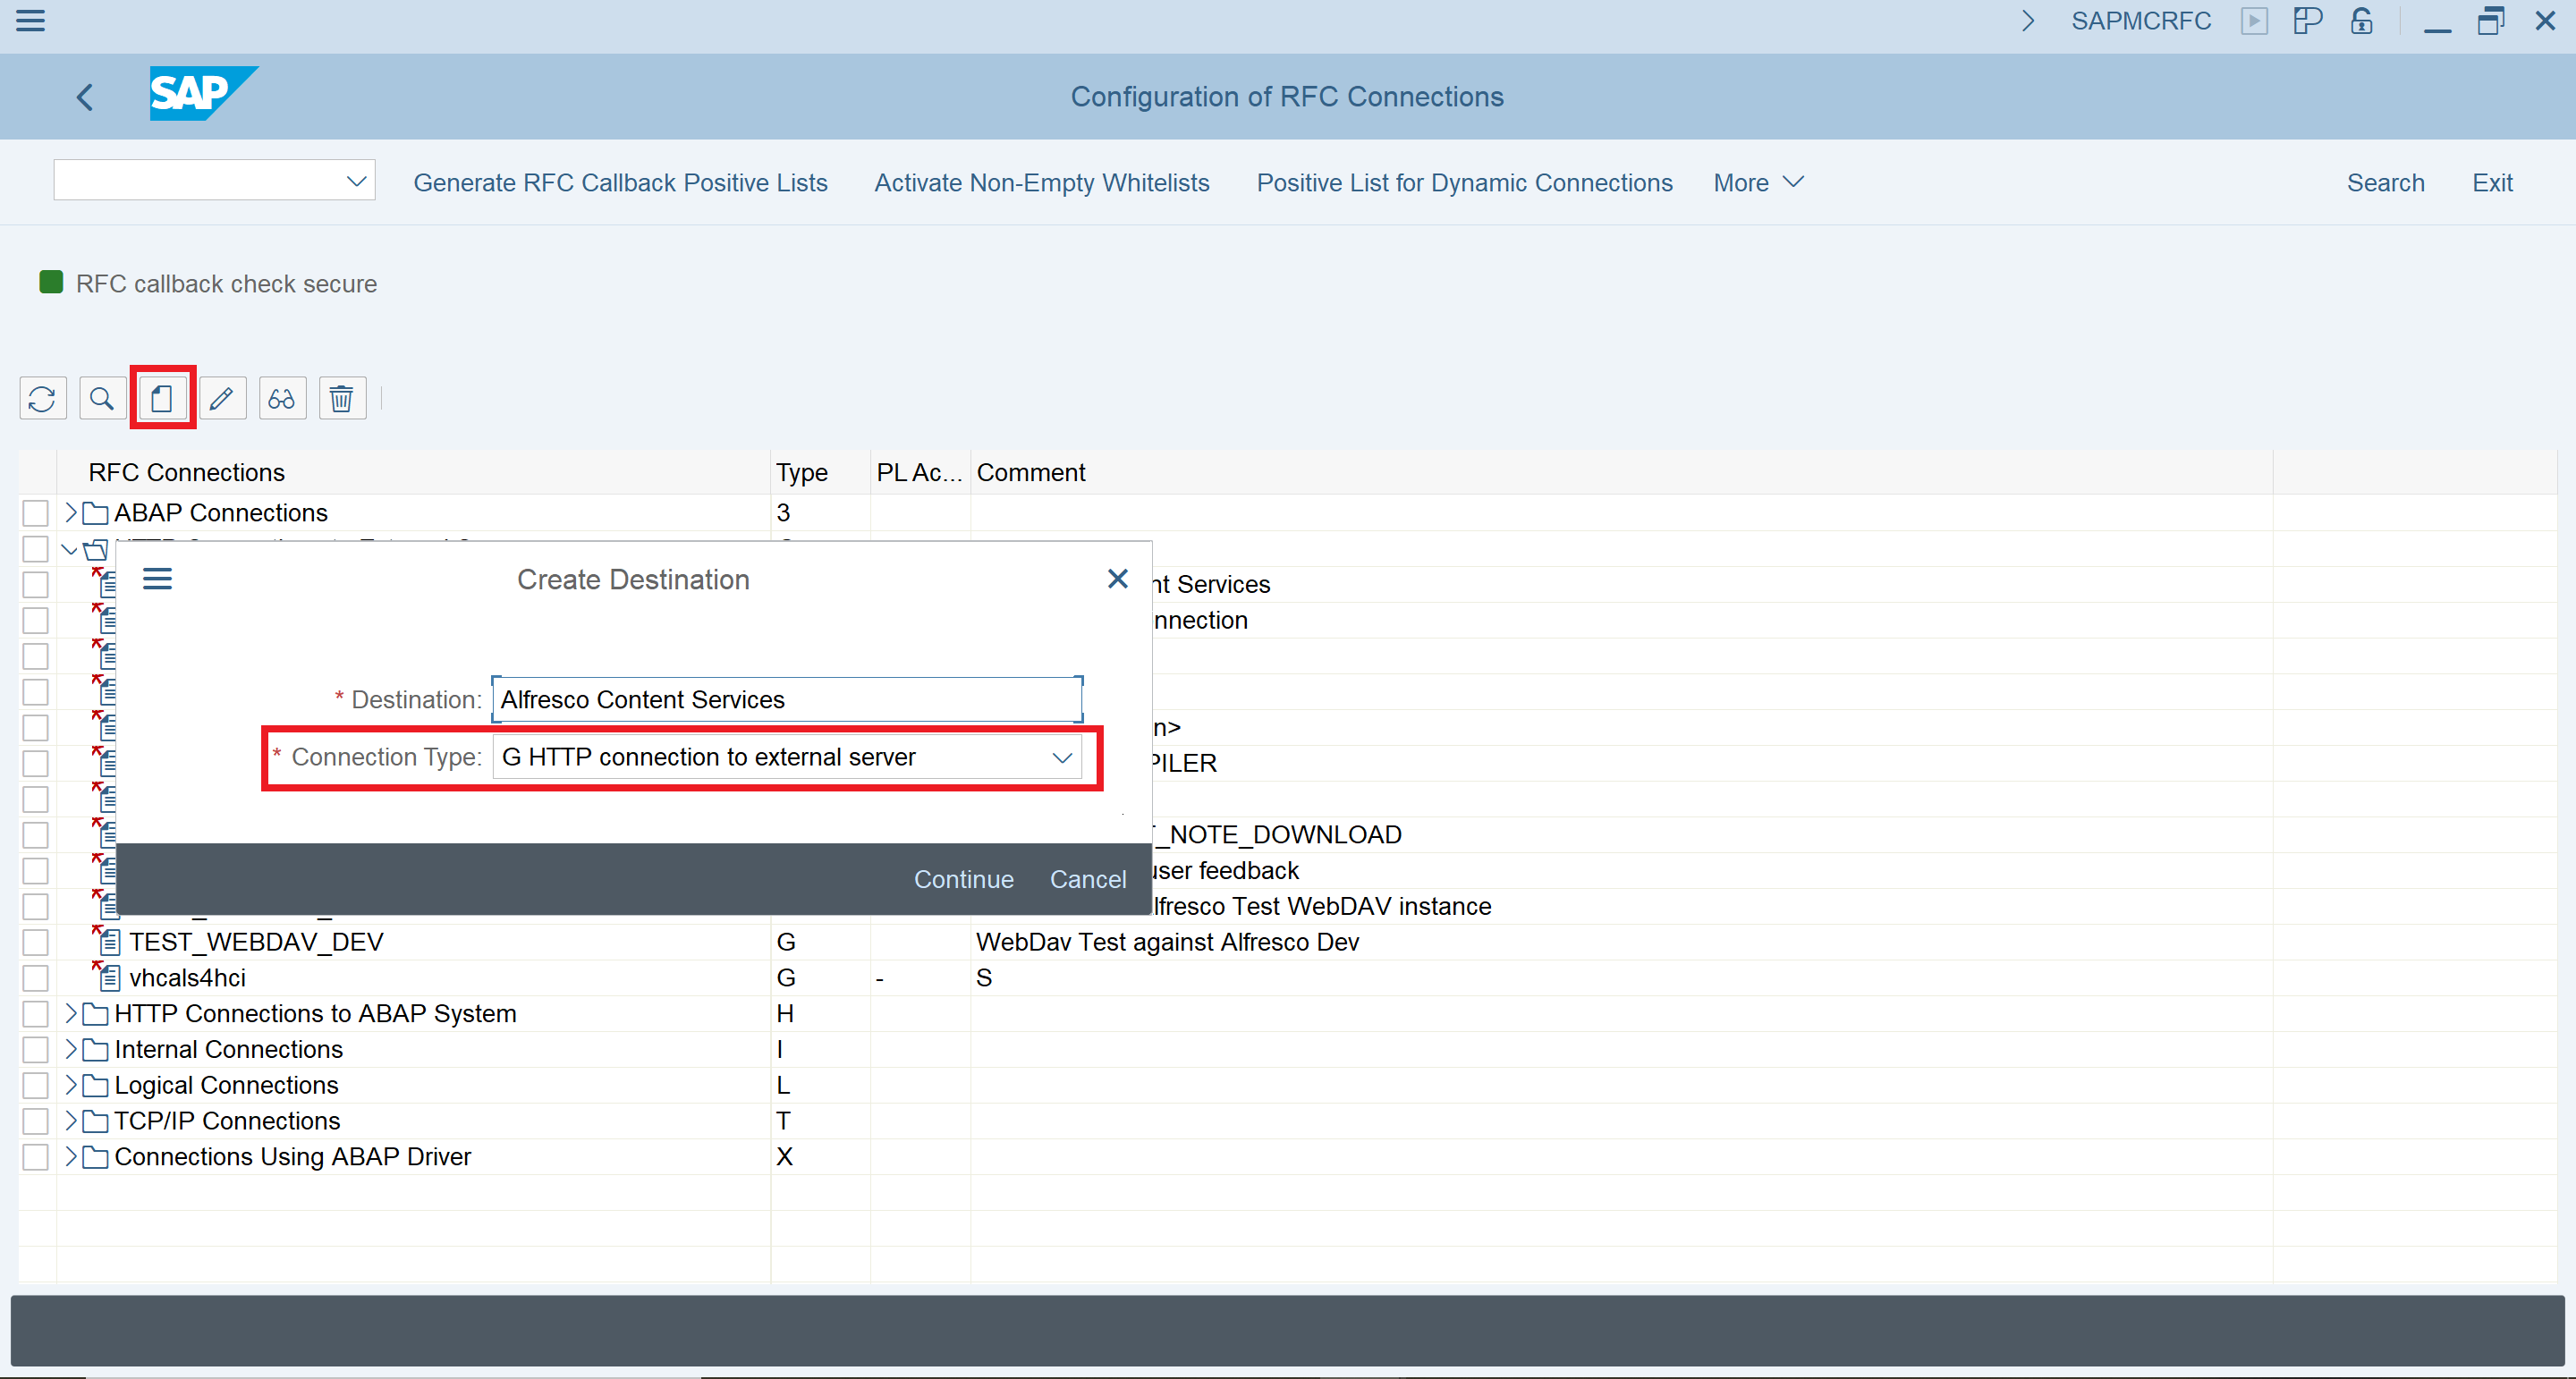 SAPMCRFC
SAP
Configuration of RFC Connections
Generate RFC Callback Positive Lists Activate Non-Empty Whitelists Positive List for Dynamic Connections More Search Exit
RFC callback check secure
RFC Connections Type PL Ac... Comment
ABAP Connections 3
Create Destination
nt Services
nnection
* Destination: Alfresco Content Services
n>
* Connection Type: G HTTP connection to external server
PILER
_NOTE_DOWNLOAD
Continue Cancel
user feedback
lfresco Test WebDAV instance
TEST_WEBDAV_DEV G WebDav Test against Alfresco Dev
vhcals4hci G - S
HTTP Connections to ABAP System H
Internal Connections I
Logical Connections L
TCP/IP Connections T
Connections Using ABAP Driver X